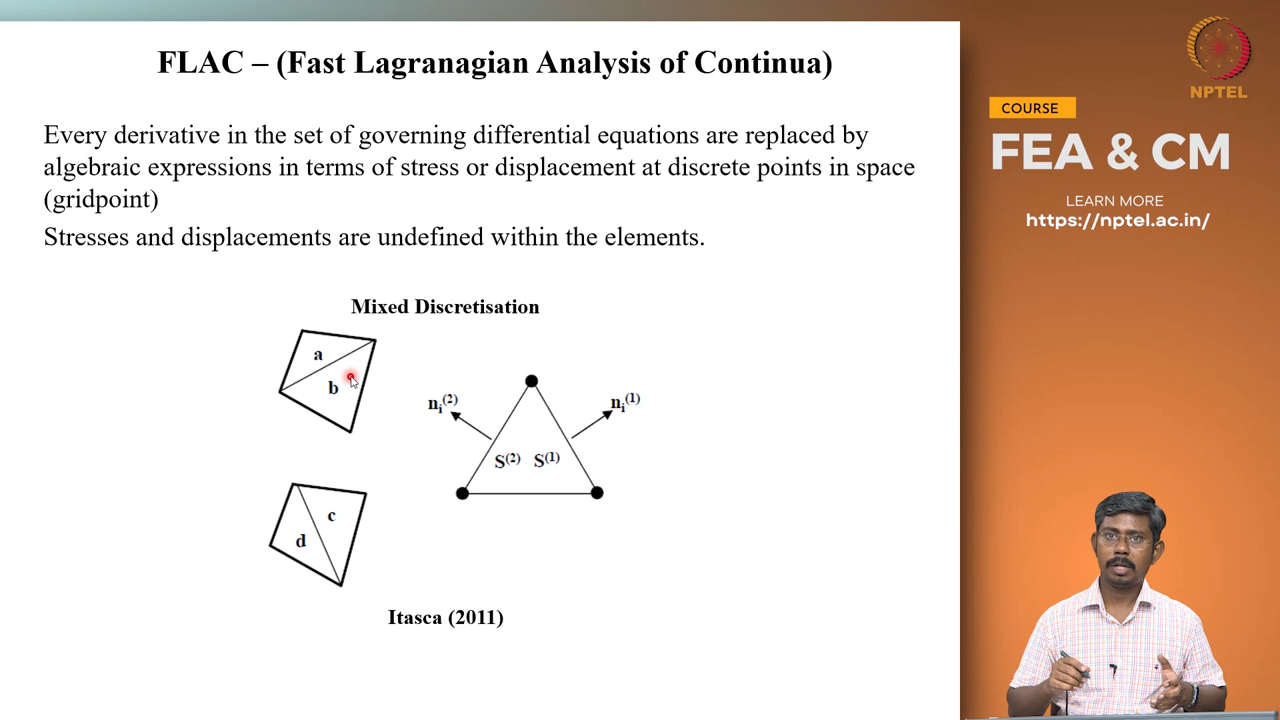 FLAC – (Fast Lagranagian Analysis of Continua)
Every derivative in the set of governing differential equations are replaced by
algebraic expressions in terms of stress or displacement at discrete points in space
(gridpoint)
Stresses and displacements are undefined within the elements.
Mixed Discretisation
a
b
n_i^(2)
n_i^(1)
S^(2) S^(1)
c
d
Itasca (2011)
NPTEL
COURSE
FEA & CM
LEARN MORE
https://nptel.ac.in/